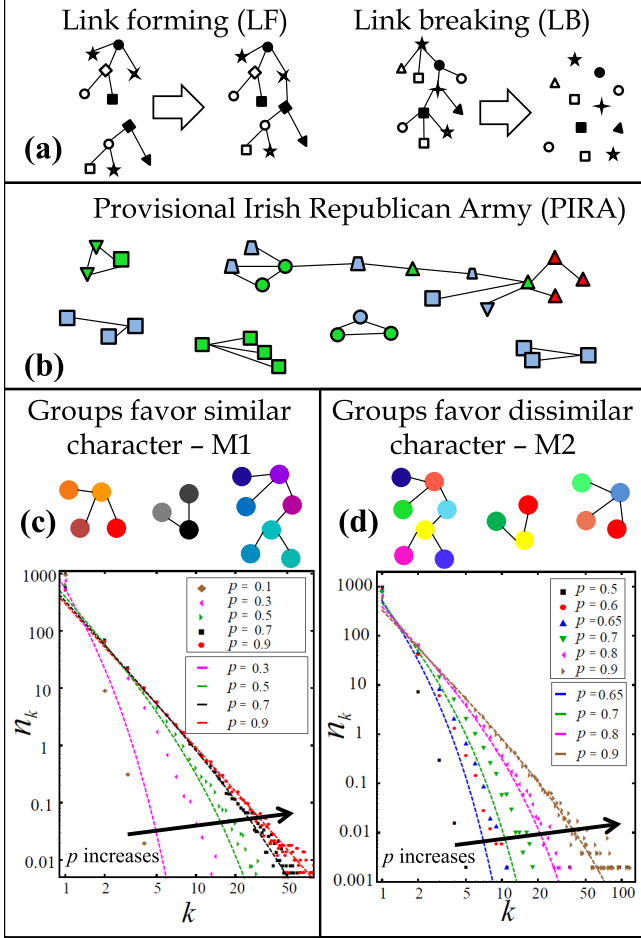 Link forming (LF)
Link breaking (LB)
(a)
Provisional Irish Republican Army (PIRA)
(b)
Groups favor similar
character – M1
Groups favor dissimilar
character – M2
(c)
(d)
1000
100
10
1
0.1
0.01
n_k
p = 0.1
p = 0.3
p = 0.5
p = 0.7
p = 0.9
p = 0.3
p = 0.5
p = 0.7
p = 0.9
p increases
1 2 5 10 20 50
k
1000
100
10
1
0.1
0.01
0.001
n_k
p = 0.5
p = 0.6
p = 0.65
p = 0.7
p = 0.8
p = 0.9
p = 0.65
p = 0.7
p = 0.8
p = 0.9
p increases
1 2 5 10 20 50 100
k